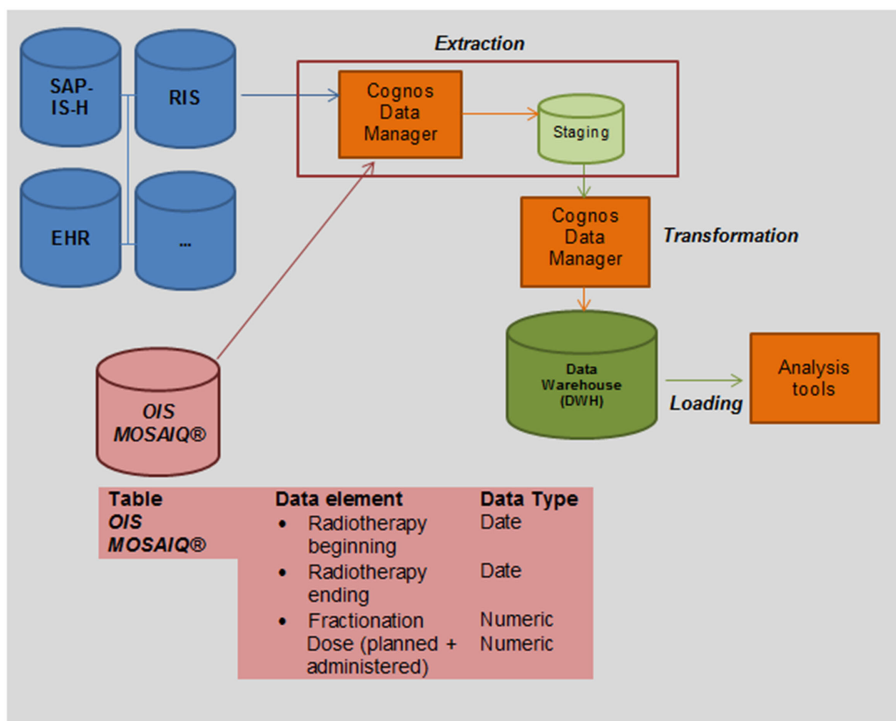 Extraction
SAP-
IS-H
RIS
Cognos
Data
Manager
Staging
EHR
...
Cognos
Data
Manager
Transformation
OIS
MOSAIQ®
Data
Warehouse
(DWH)
Loading
Analysis
tools
Table Data element Data Type
OIS • Radiotherapy Date
MOSAIQ® beginning
• Radiotherapy Date
ending
• Fractionation Numeric
Dose (planned + Numeric
administered)